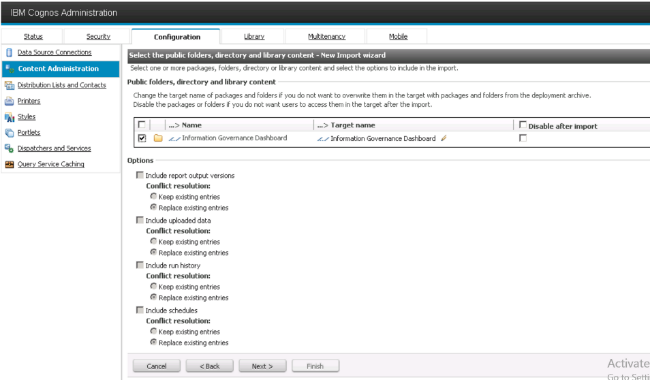 IBM Cognos Administration
Status Security Configuration Library Multitenancy Mobile
Data Source Connections
Content Administration
Distribution Lists and Contacts
Printers
Styles
Portlets
Dispatchers and Services
Query Service Caching
Select the public folders, directory and library content - New Import wizard
Select one or more packages, folders, directory or library content and select the options to include in the import.
Public folders, directory and library content
Change the target name of packages and folders if you do not want to overwrite them in the target with packages and folders from the deployment archive.
Disable the packages or folders if you do not want users to access them in the target after the import.
...> Name ...> Target name Disable after import
.../ Information Governance Dashboard .../ Information Governance Dashboard
Options
Include report output versions
Conflict resolution:
Keep existing entries
Replace existing entries
Include uploaded data
Conflict resolution:
Keep existing entries
Replace existing entries
Include run history
Conflict resolution:
Keep existing entries
Replace existing entries
Include schedules
Conflict resolution:
Keep existing entries
Replace existing entries
Cancel < Back Next > Finish
Activate
Go to Setti